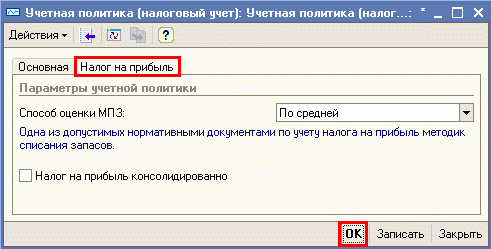 Учетная политика (налоговый учет): Учетная политика (налог...: *
Действия
Основная Налог на прибыль
Параметры учетной политики
Способ оценки МПЗ: По средней
Одна из допустимых нормативными документами по учету налога на прибыль методик
списания запасов.
Налог на прибыль консолидированно
OK Записать Закрыть